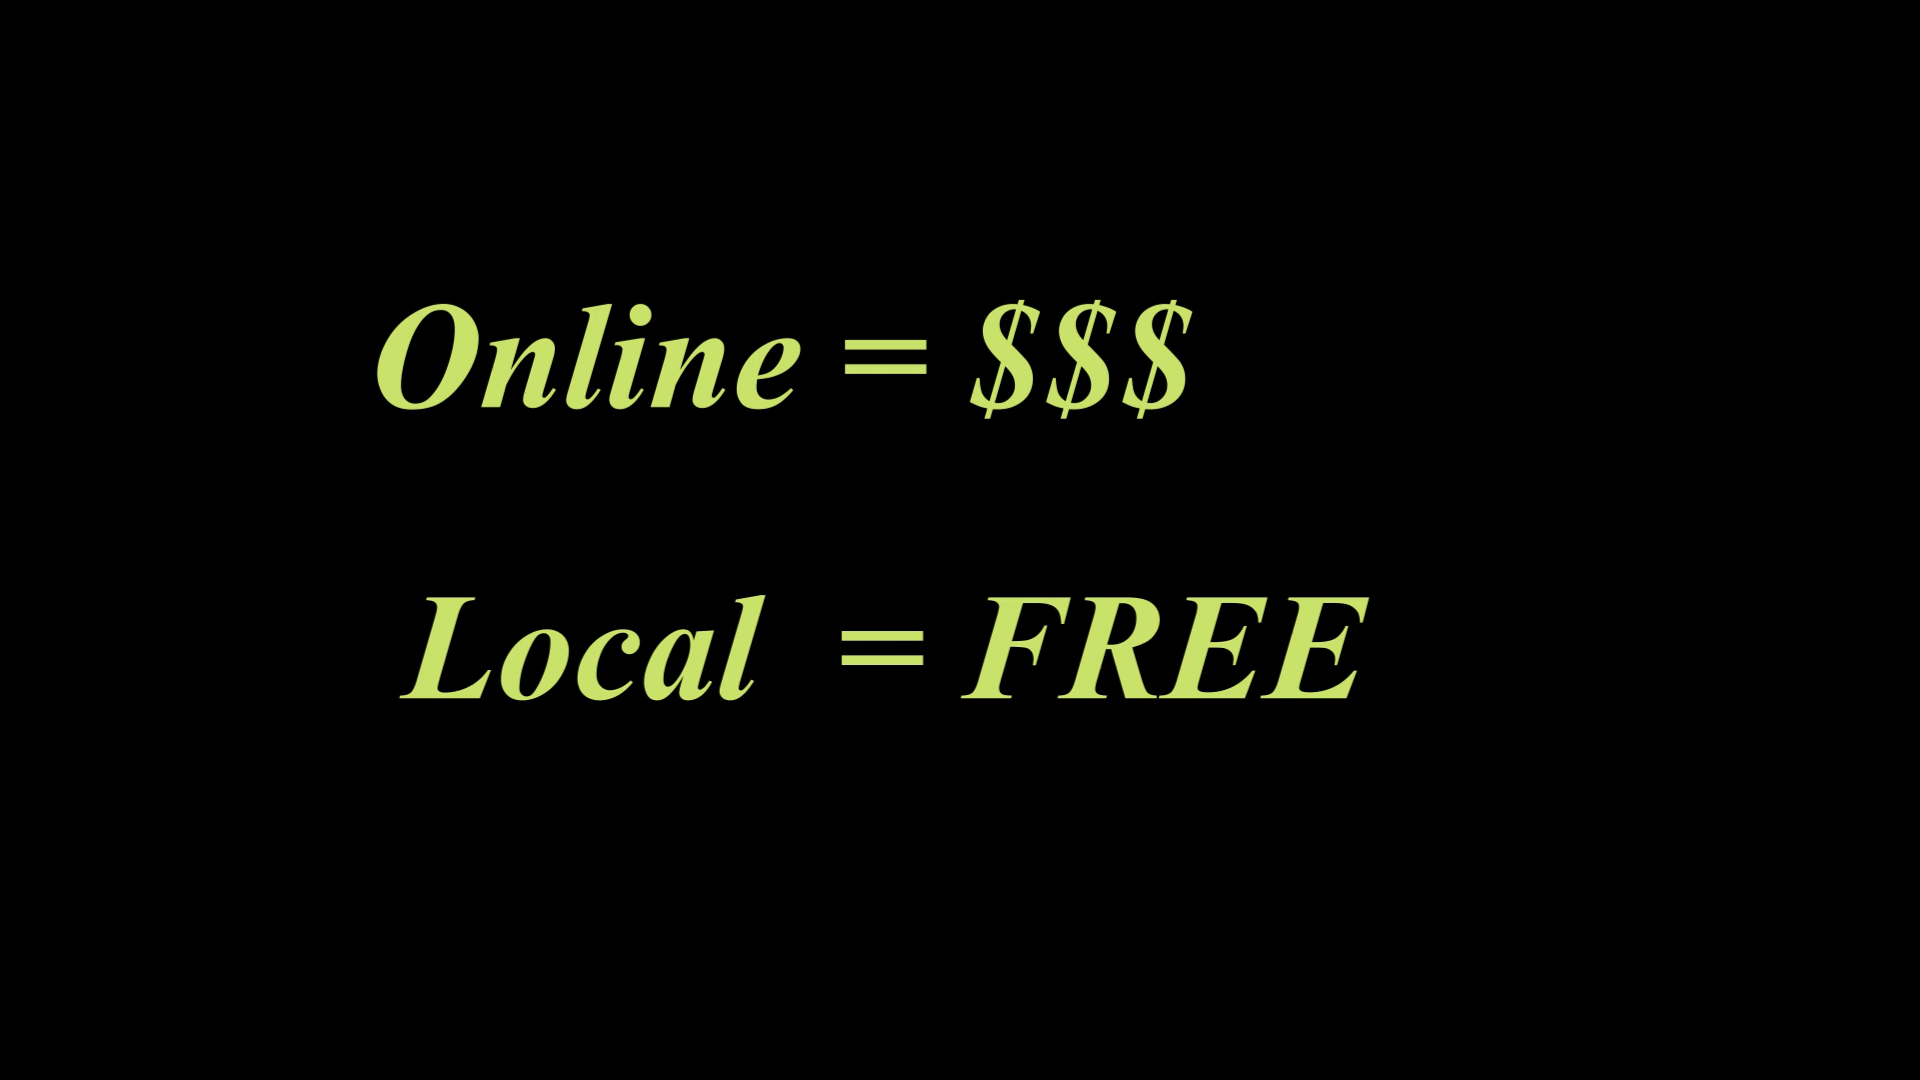 Online = $$$
Local = FREE